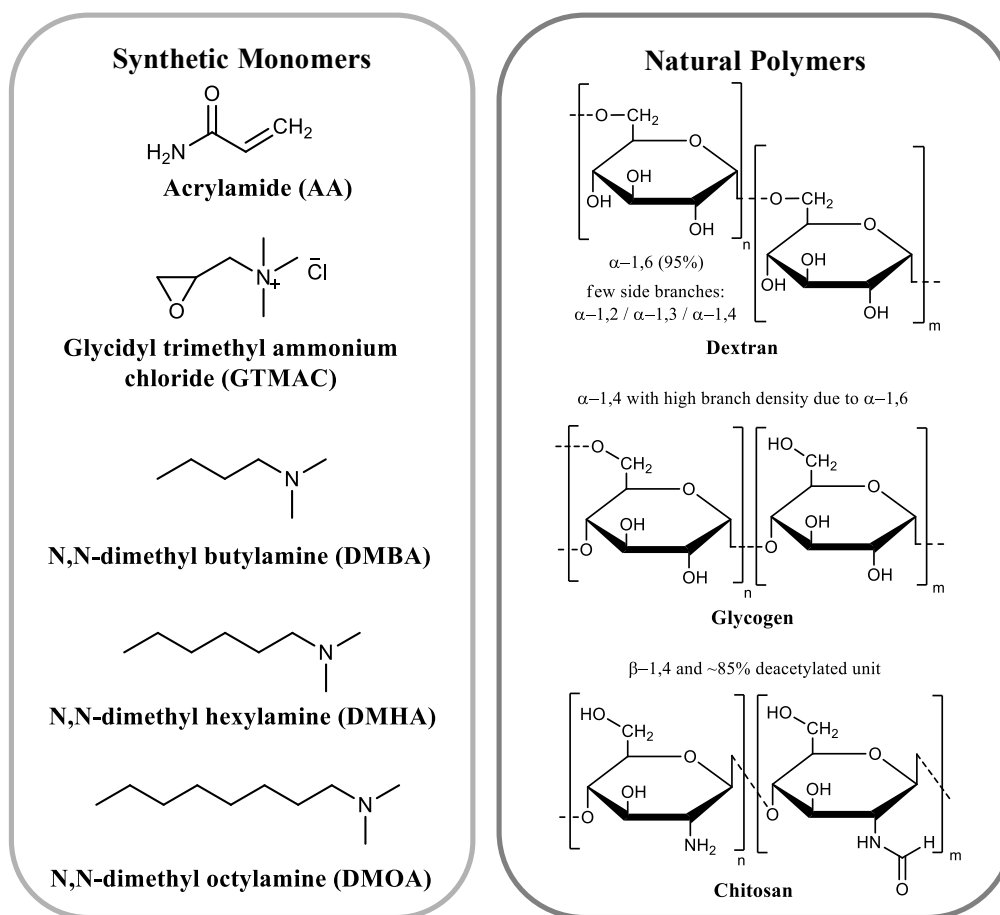 Synthetic Monomers
O
CH2
H2N
Acrylamide (AA)
N
+
Cl
–
O
Glycidyl trimethyl ammonium
chloride (GTMAC)
N
N,N-dimethyl butylamine (DMBA)
N
N,N-dimethyl hexylamine (DMHA)
N
N,N-dimethyl octylamine (DMOA)
Natural Polymers
O CH2
O
OH
OH
OH
n
O CH2
O
OH
OH
OH
m
α–1,6 (95%)
few side branches:
α–1,2 / α–1,3 / α–1,4
Dextran
α–1,4 with high branch density due to α–1,6
O
CH2
O
OH
O
OH
n
HO
CH2
O
OH
O
OH
m
Glycogen
β–1,4 and ~85% deacetylated unit
HO
CH2
O
OH
O
NH2
n
HO
CH2
O
OH
O
HN
H
O
m
Chitosan